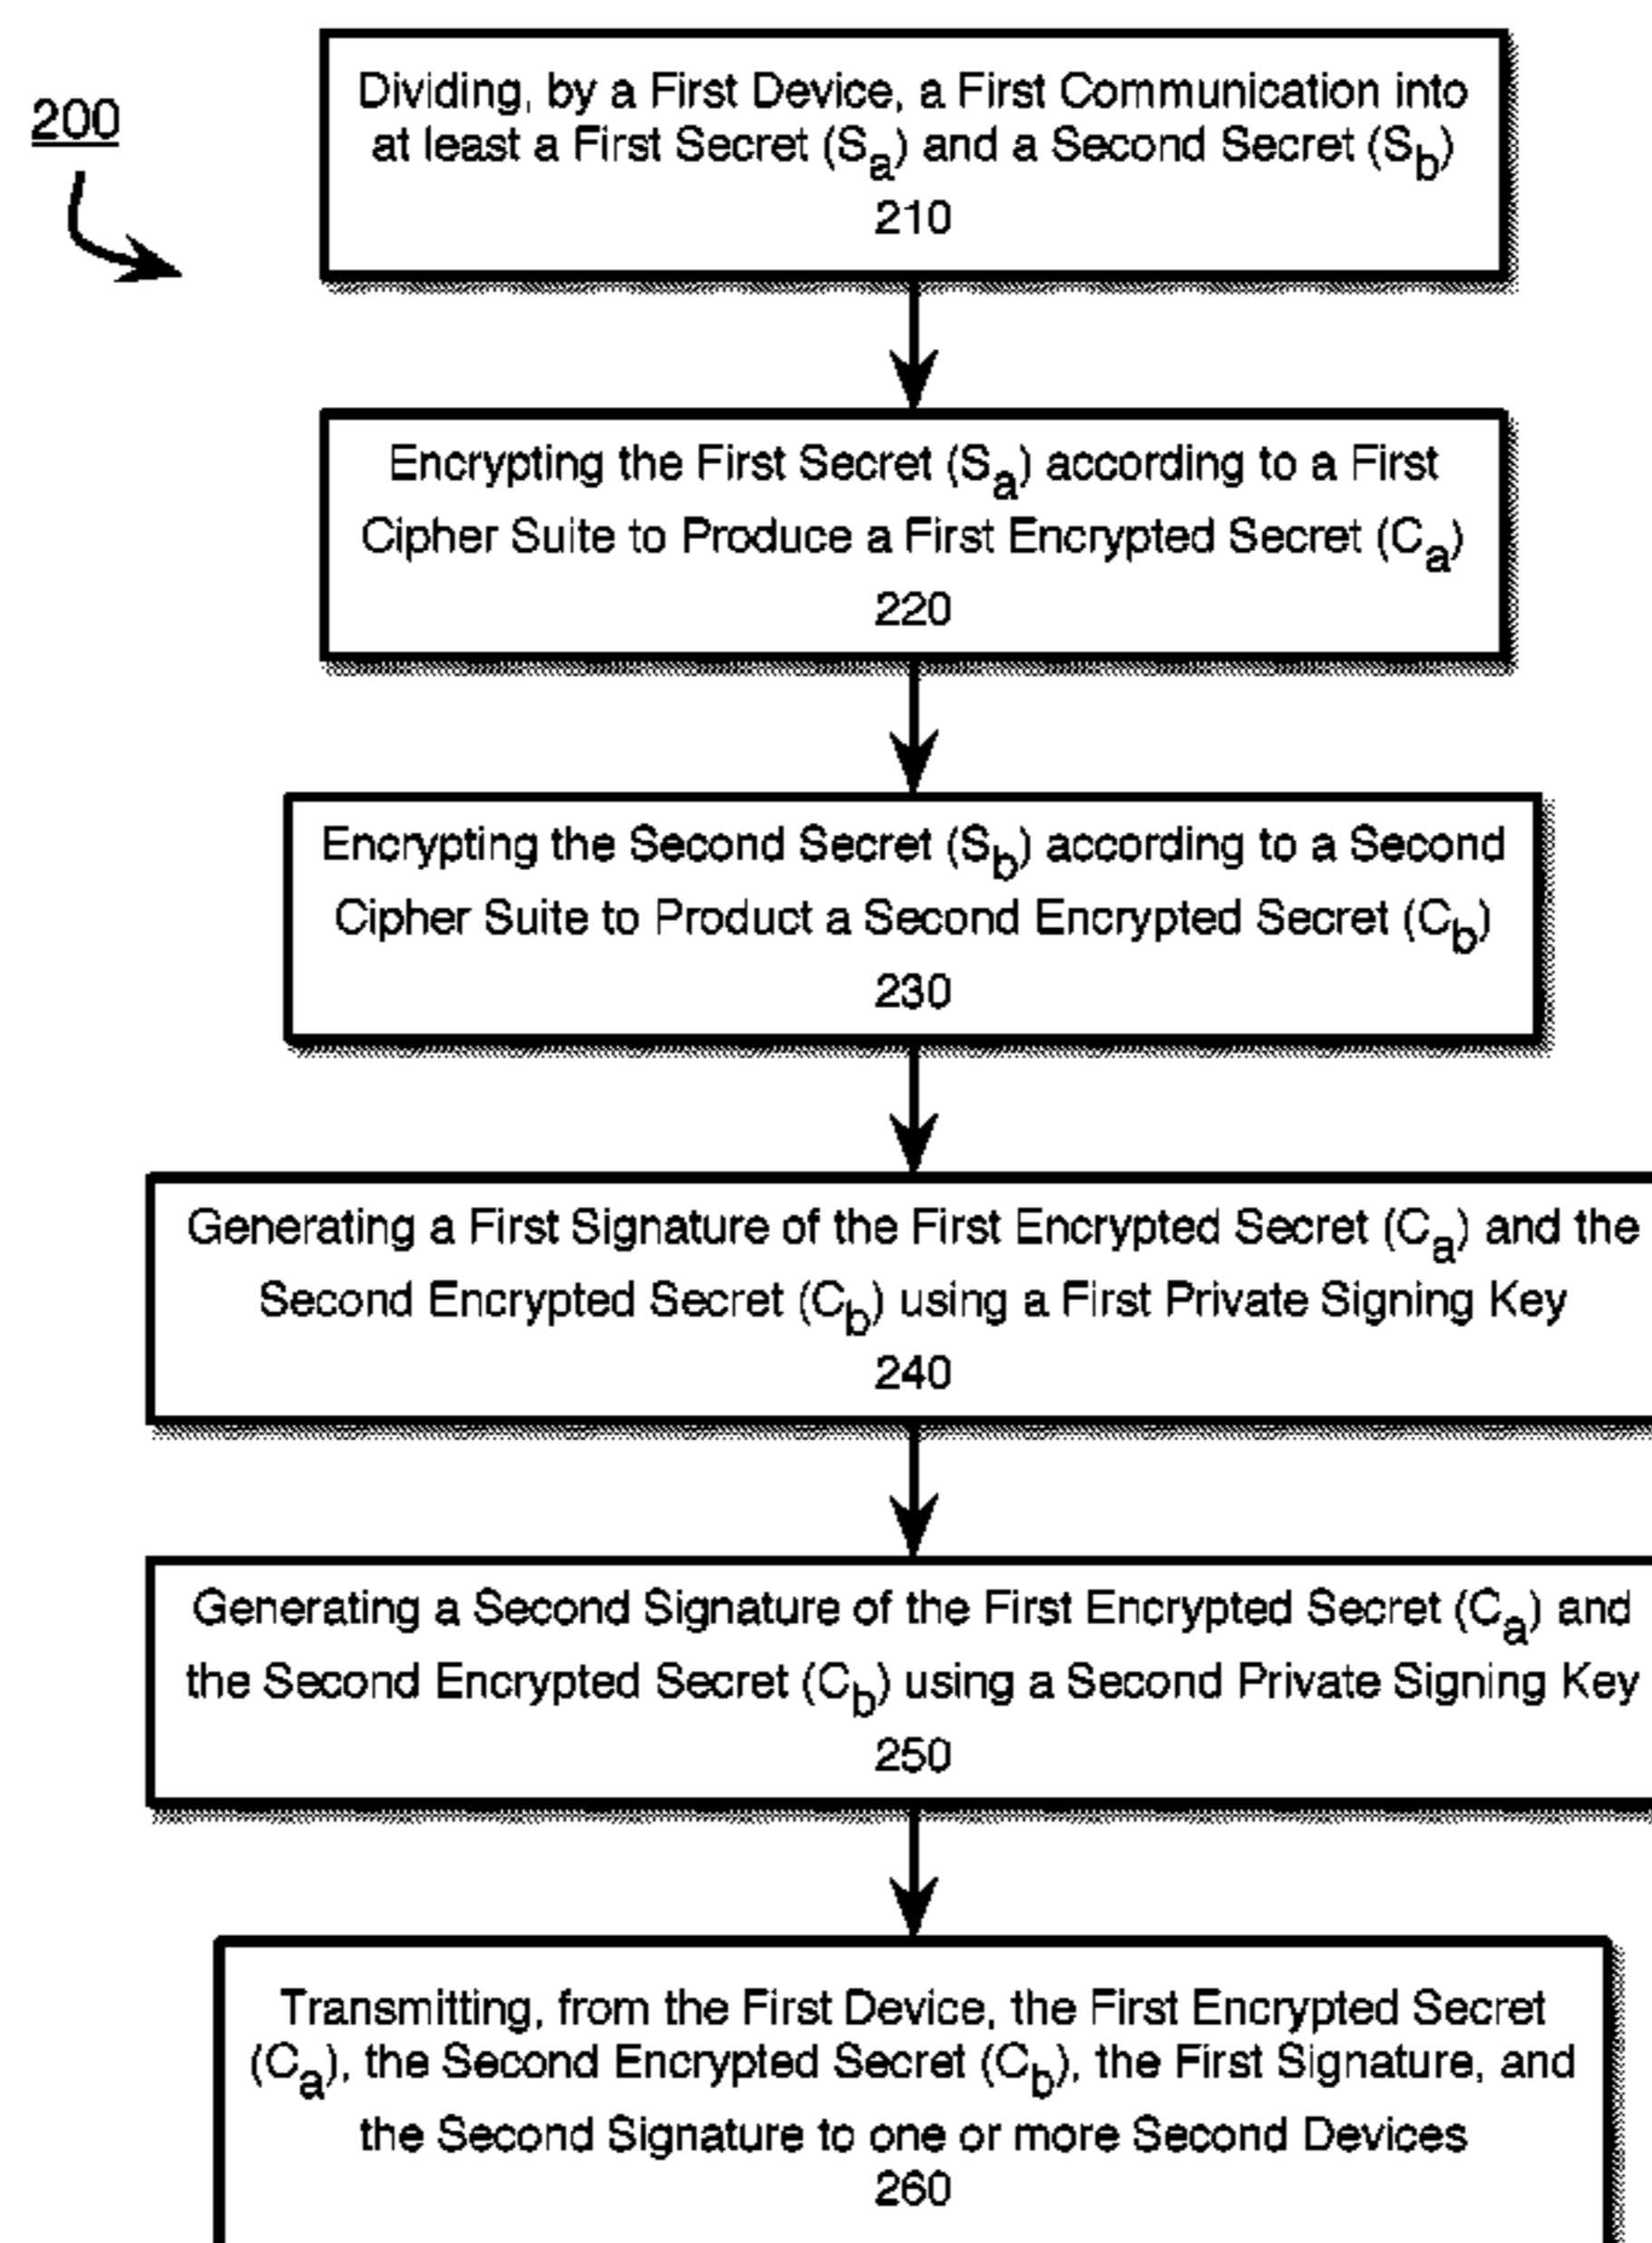 200
Dividing, by a First Device, a First Communication into
at least a First Secret (Sa) and a Second Secret (Sb)
210
Encrypting the First Secret (Sa) according to a First
Cipher Suite to Produce a First Encrypted Secret (Ca)
220
Encrypting the Second Secret (Sb) according to a Second
Cipher Suite to Product a Second Encrypted Secret (Cb)
230
Generating a First Signature of the First Encrypted Secret (Ca) and the
Second Encrypted Secret (Cb) using a First Private Signing Key
240
Generating a Second Signature of the First Encrypted Secret (Ca) and
the Second Encrypted Secret (Cb) using a Second Private Signing Key
250
Transmitting, from the First Device, the First Encrypted Secret
(Ca), the Second Encrypted Secret (Cb), the First Signature, and
the Second Signature to one or more Second Devices
260